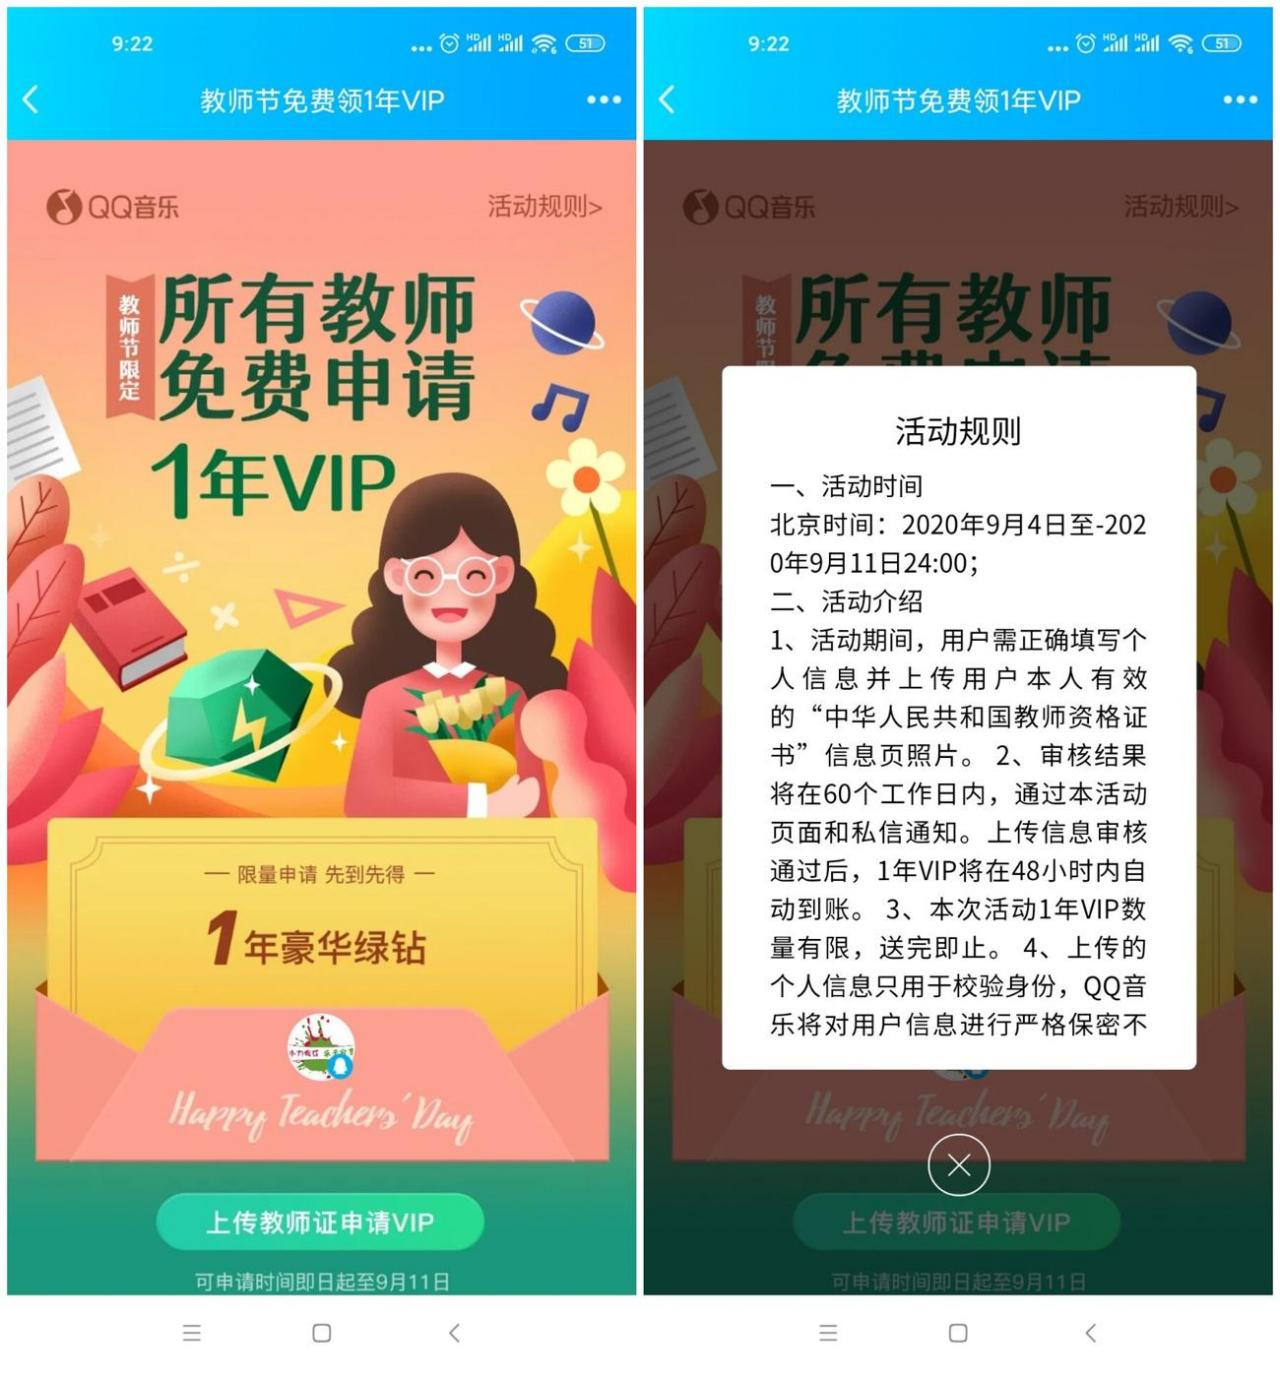 9:22
HD HD 6 51
教师节免费领1年VIP
QQ音乐
活动规则>
教师节限定
所有教师
免费申请
1年VIP
限量申请 先到先得
1年豪华绿钻
Happy Teachers' Day
上传教师证申请VIP
可申请时间即日起至9月11日
9:22
HD HD 6 51
教师节免费领1年VIP
QQ音乐
活动规则>
教师节限
所有教师
免费申请
活动规则
一、活动时间
北京时间：2020年9月4日至-202
0年9月11日24:00；
二、活动介绍
1、活动期间，用户需正确填写个
人信息并上传用户本人有效
的“中华人民共和国教师资格证
书”信息页照片。 2、审核结果
将在60个工作日内，通过本活动
页面和私信通知。上传信息审核
通过后，1年VIP将在48小时内自
动到账。 3、本次活动1年VIP数
量有限，送完即止。 4、上传的
个人信息只用于校验身份，QQ音
乐将对用户信息进行严格保密不
Happy Teachers' Day
上传教师证申请VIP
可申请时间即日起至9月11日